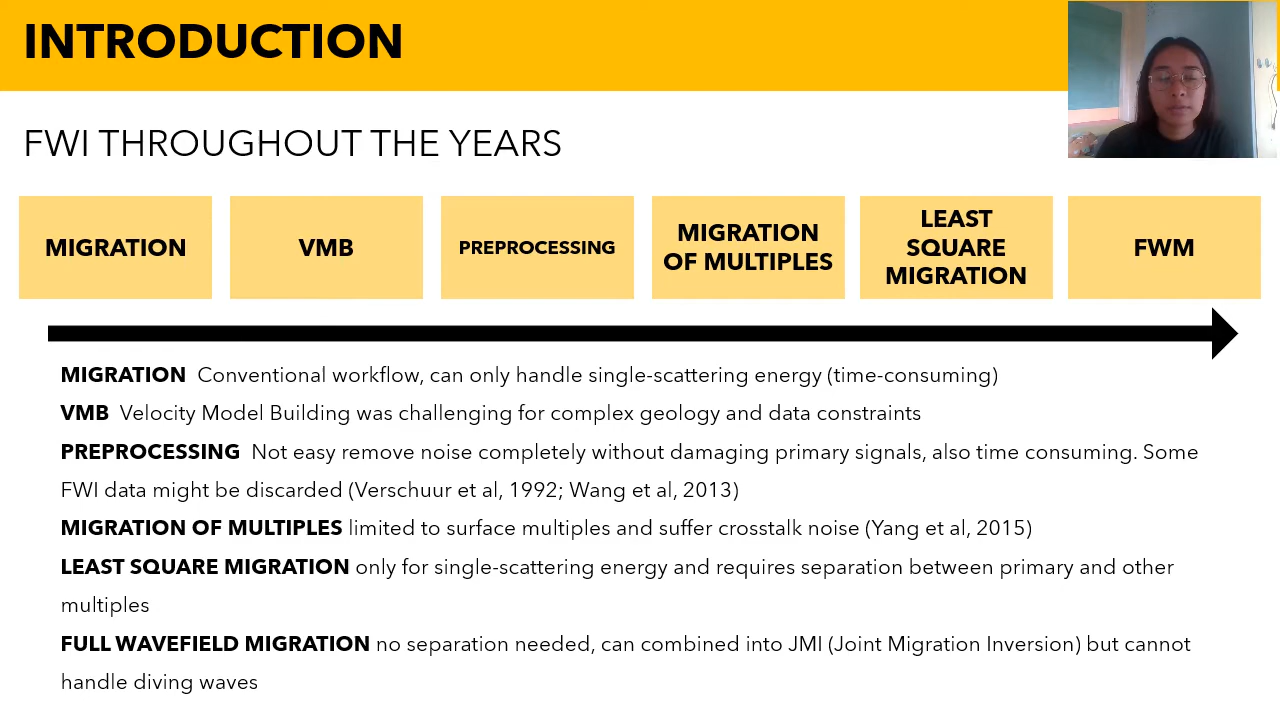 INTRODUCTION
FWI THROUGHOUT THE YEARS
MIGRATION
VMB
PREPROCESSING
MIGRATION
OF MULTIPLES
LEAST
SQUARE
MIGRATION
FWM
MIGRATION Conventional workflow, can only handle single-scattering energy (time-consuming)
VMB Velocity Model Building was challenging for complex geology and data constraints
PREPROCESSING Not easy remove noise completely without damaging primary signals, also time consuming. Some
FWI data might be discarded (Verschuur et al, 1992; Wang et al, 2013)
MIGRATION OF MULTIPLES limited to surface multiples and suffer crosstalk noise (Yang et al, 2015)
LEAST SQUARE MIGRATION only for single-scattering energy and requires separation between primary and other
multiples
FULL WAVEFIELD MIGRATION no separation needed, can combined into JMI (Joint Migration Inversion) but cannot
handle diving waves